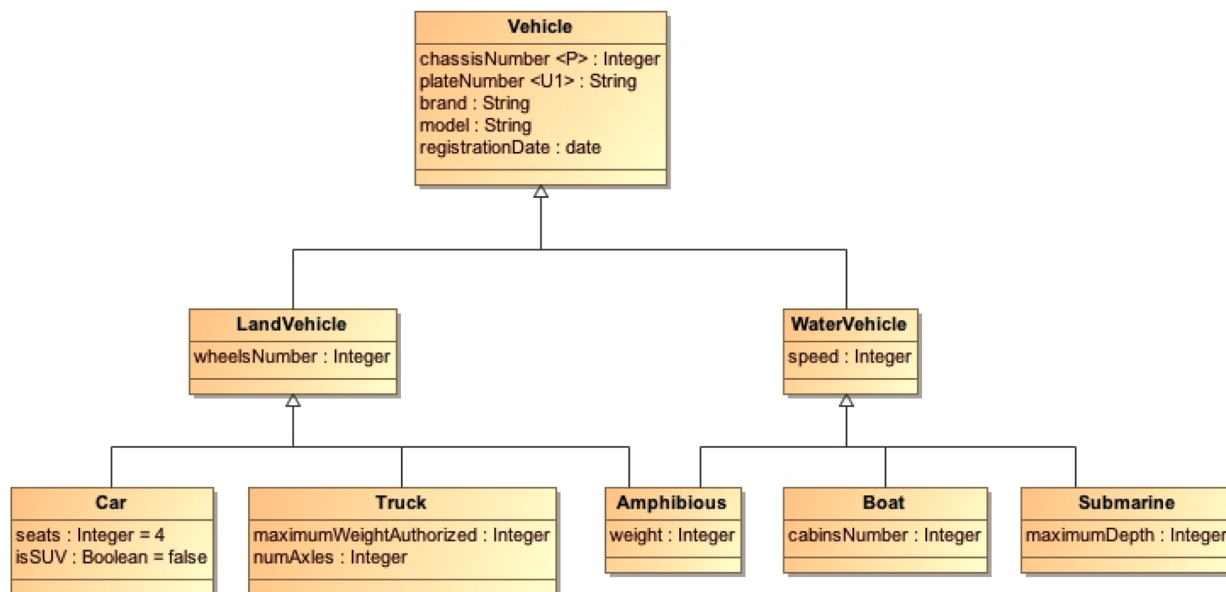 Vehicle
chassisNumber <P> : Integer
plateNumber <U1> : String
brand : String
model : String
registrationDate : date
LandVehicle
wheelsNumber : Integer
WaterVehicle
speed : Integer
Car
seats : Integer = 4
isSUV : Boolean = false
Truck
maximumWeightAuthorized : Integer
numAxles : Integer
Amphibious
weight : Integer
Boat
cabinsNumber : Integer
Submarine
maximumDepth : Integer